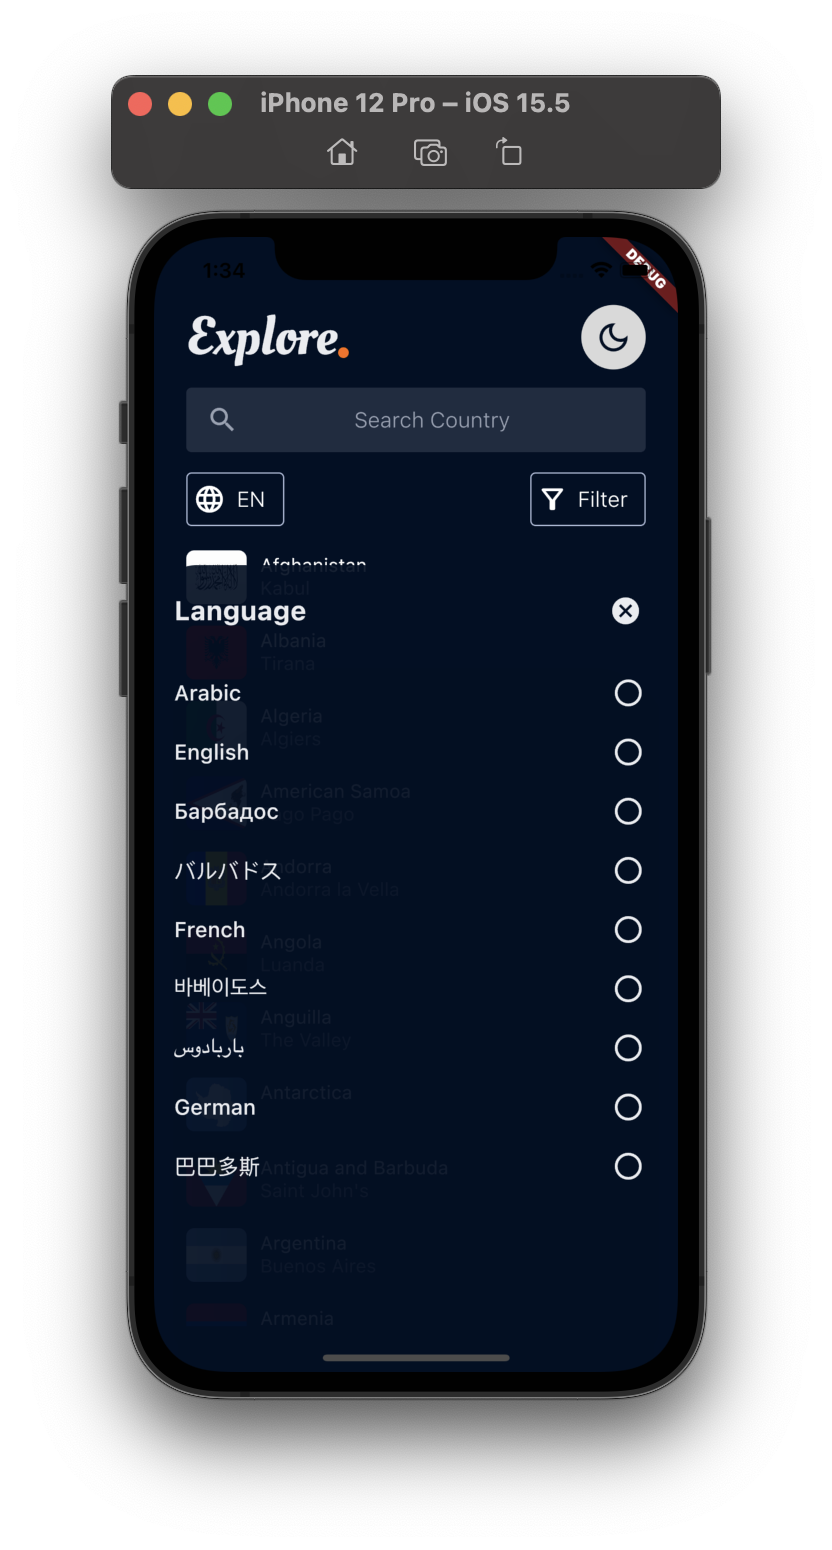 iPhone 12 Pro – iOS 15.5
1:34
DEBUG
Explore.
Search Country
EN
Filter
Afghanistan
Kabul
Language
Albania
Tirana
Arabic
Algeria
Algiers
English
American Samoa
Pago
Барбадос
バルバドス
Andorra la Vella
French
Angola
Luanda
바베이도스
Anguilla
The Valley
باربادوس
Antarctica
German
巴巴多斯
Antigua and Barbuda
Saint John's
Argentina
Buenos Aires
Armenia